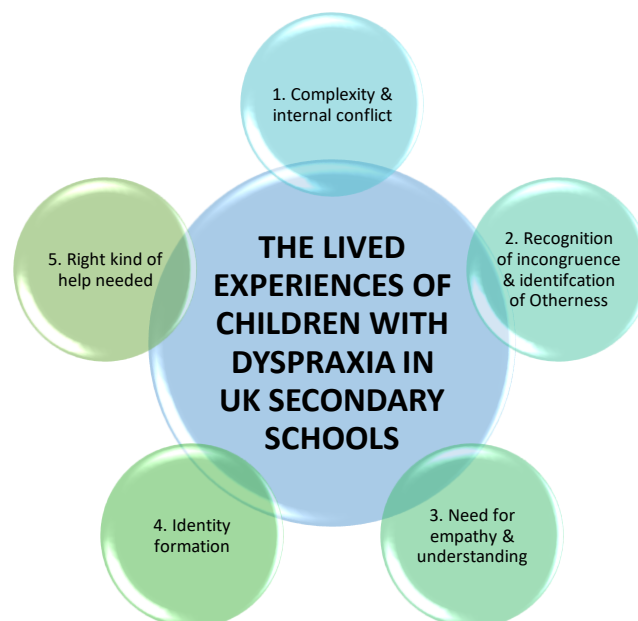 1. Complexity &
internal conflict
2. Recognition
of incongruence
& identifcation
of Otherness
3. Need for
empathy &
understanding
4. Identity
formation
5. Right kind of
help needed
THE LIVED
EXPERIENCES OF
CHILDREN WITH
DYSPRAXIA IN
UK SECONDARY
SCHOOLS